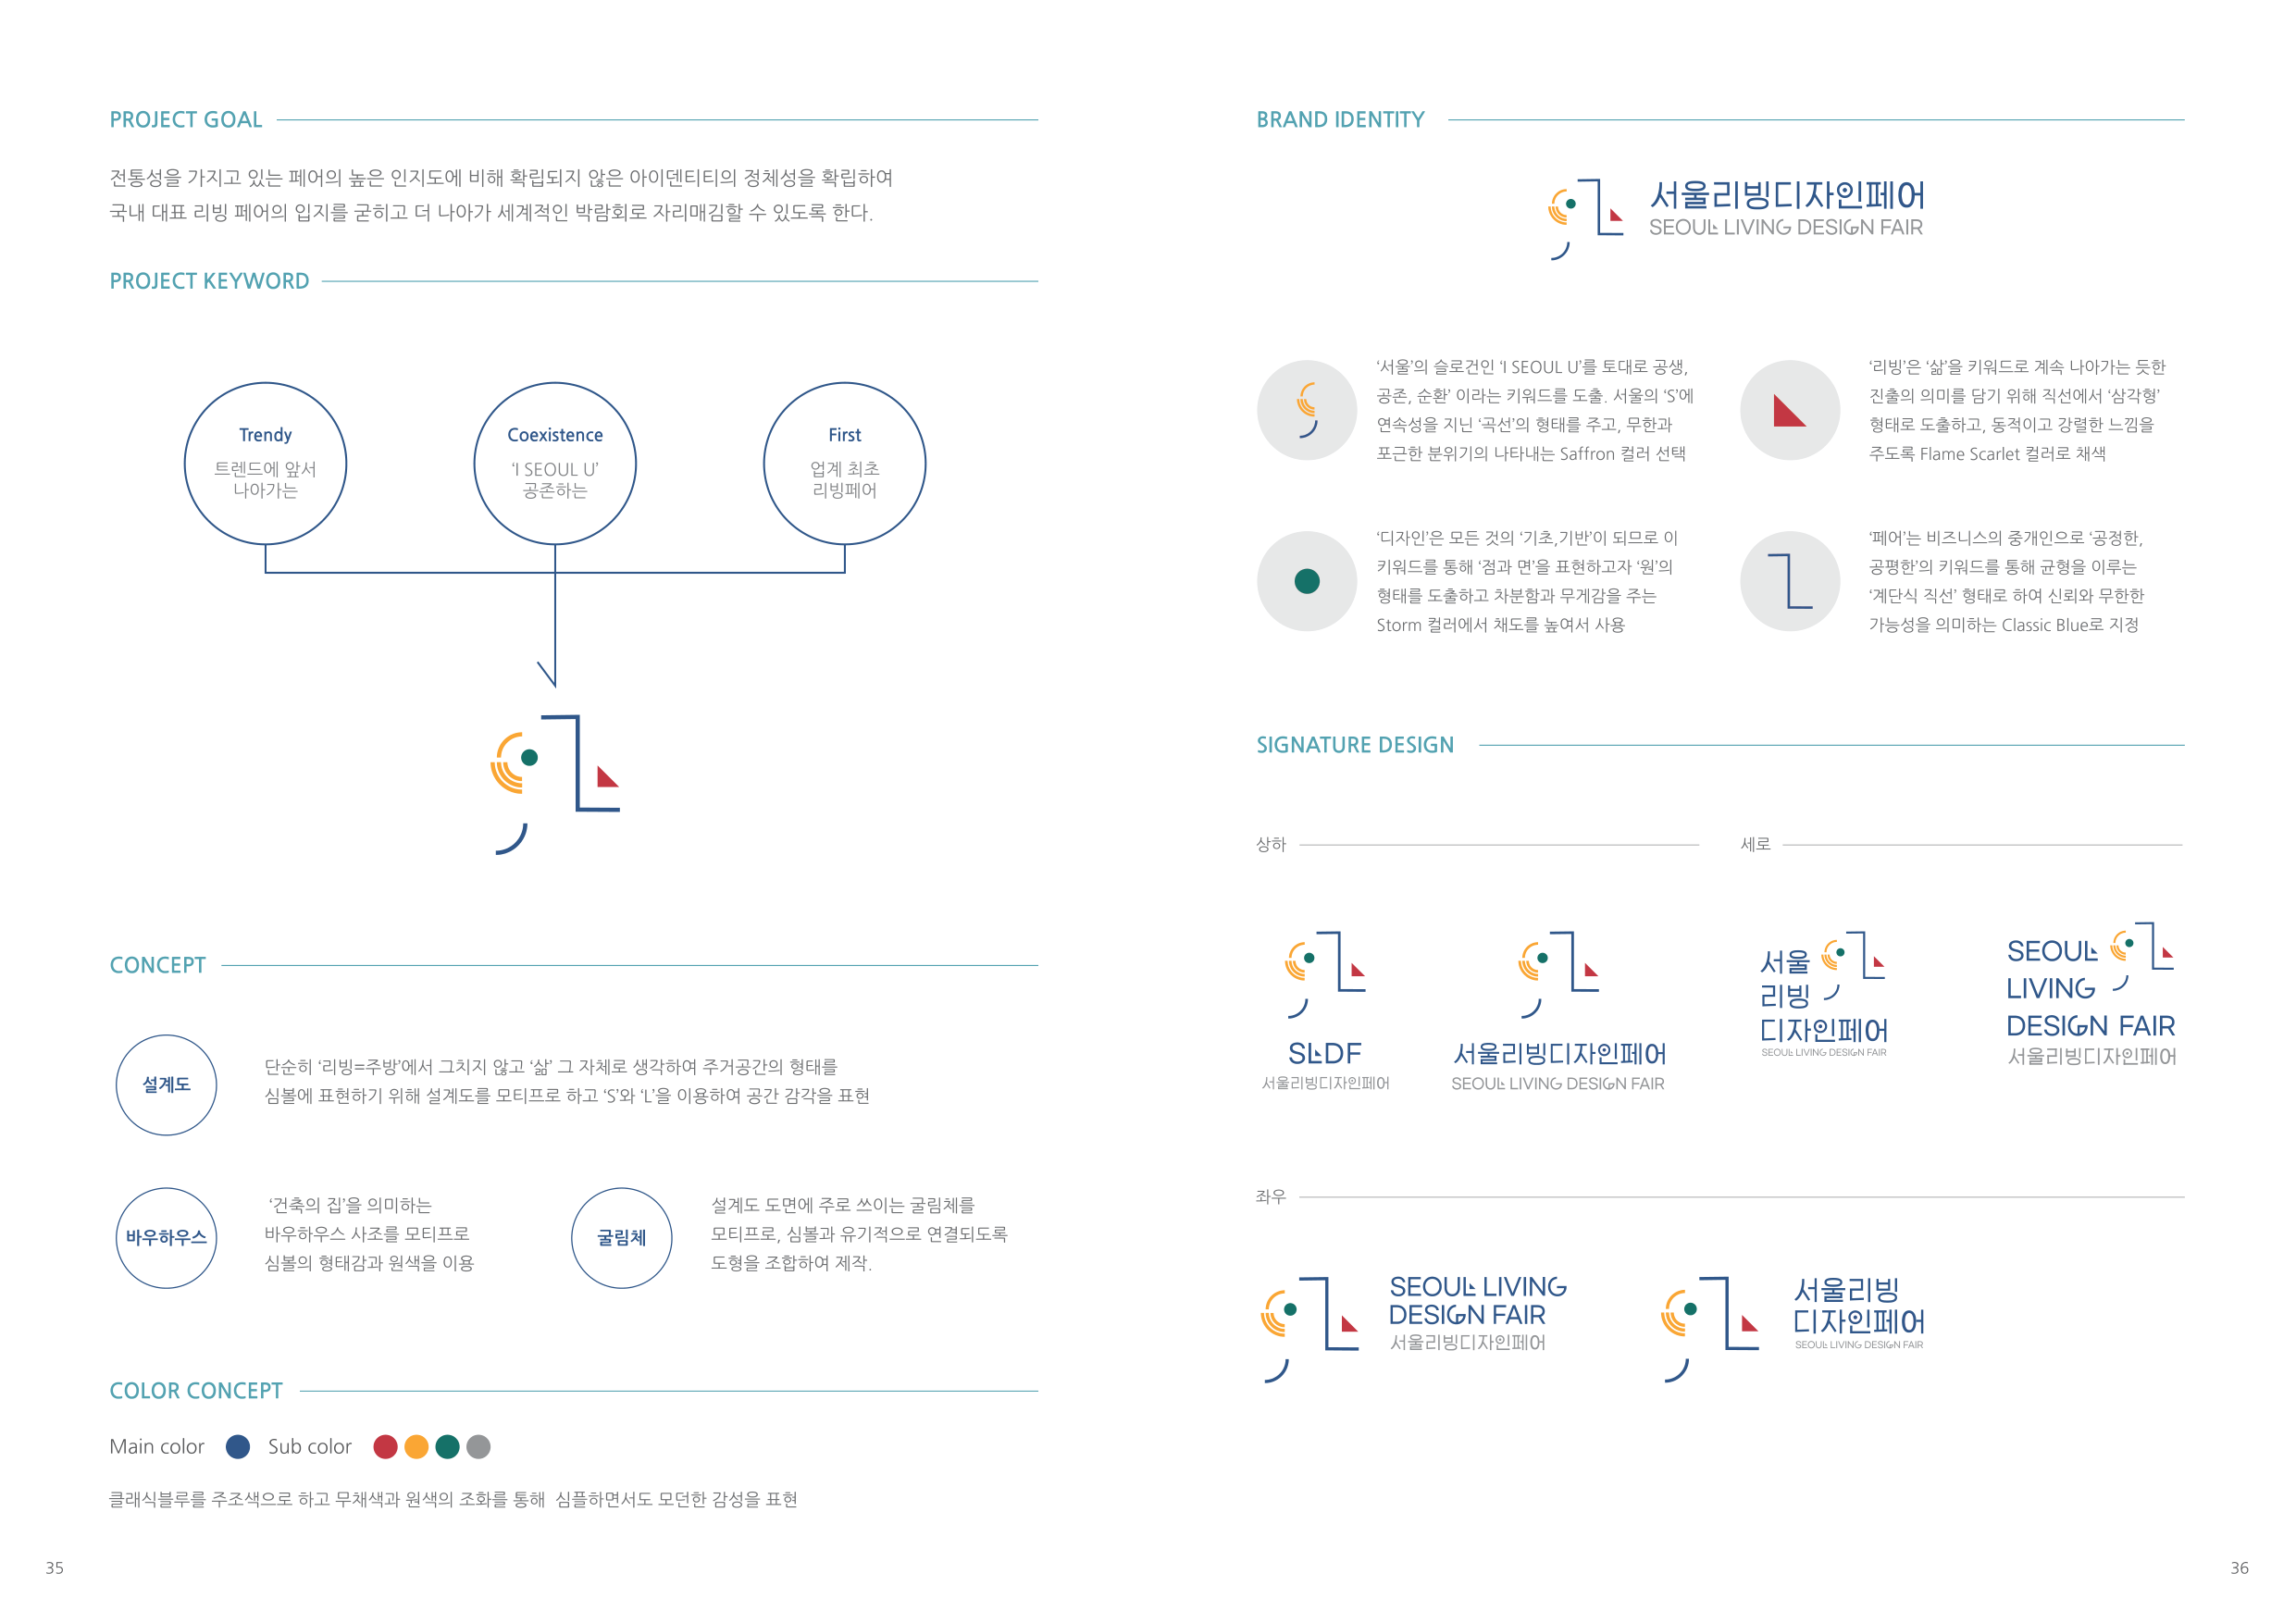 PROJECT GOAL
전통성을 가지고 있는 페어의 높은 인지도에 비해 확립되지 않은 아이덴티티의 정체성을 확립하여
국내 대표 리빙 페어의 입지를 굳히고 더 나아가 세계적인 박람회로 자리매김할 수 있도록 한다.
PROJECT KEYWORD
Trendy
트렌드에 앞서
나아가는
Coexistence
‘I SEOUL U’
공존하는
First
업계 최초
리빙페어
CONCEPT
설계도
단순히 ‘리빙=주방’에서 그치지 않고 ‘삶’ 그 자체로 생각하여 주거공간의 형태를
심볼에 표현하기 위해 설계도를 모티프로 하고 ‘S’와 ‘L’을 이용하여 공간 감각을 표현
바우하우스
‘건축의 집’을 의미하는
바우하우스 사조를 모티프로
심볼의 형태감과 원색을 이용
굴림체
설계도 도면에 주로 쓰이는 굴림체를
모티프로, 심볼과 유기적으로 연결되도록
도형을 조합하여 제작.
COLOR CONCEPT
Main color Sub color
클래식블루를 주조색으로 하고 무채색과 원색의 조화를 통해 심플하면서도 모던한 감성을 표현
35
BRAND IDENTITY
서울리빙디자인페어
SEOUL LIVING DESIGN FAIR
‘서울’의 슬로건인 ‘I SEOUL U’를 토대로 공생,
공존, 순환’ 이라는 키워드를 도출. 서울의 ‘S’에
연속성을 지닌 ‘곡선’의 형태를 주고, 무한과
포근한 분위기의 나타내는 Saffron 컬러 선택
‘리빙’은 ‘삶’을 키워드로 계속 나아가는 듯한
진출의 의미를 담기 위해 직선에서 ‘삼각형’
형태로 도출하고, 동적이고 강렬한 느낌을
주도록 Flame Scarlet 컬러로 채색
‘디자인’은 모든 것의 ‘기초,기반’이 되므로 이
키워드를 통해 ‘점과 면’을 표현하고자 ‘원’의
형태를 도출하고 차분함과 무게감을 주는
Storm 컬러에서 채도를 높여서 사용
‘페어’는 비즈니스의 중개인으로 ‘공정한,
공평한’의 키워드를 통해 균형을 이루는
‘계단식 직선’ 형태로 하여 신뢰와 무한한
가능성을 의미하는 Classic Blue로 지정
SIGNATURE DESIGN
상하
SLDF
서울리빙디자인페어
서울리빙디자인페어
SEOUL LIVING DESIGN FAIR
세로
서울
리빙
디자인페어
SEOUL LIVING DESIGN FAIR
SEOUL
LIVING
DESIGN FAIR
서울리빙디자인페어
좌우
SEOUL LIVING
DESIGN FAIR
서울리빙디자인페어
서울리빙
디자인페어
SEOUL LIVING DESIGN FAIR
36